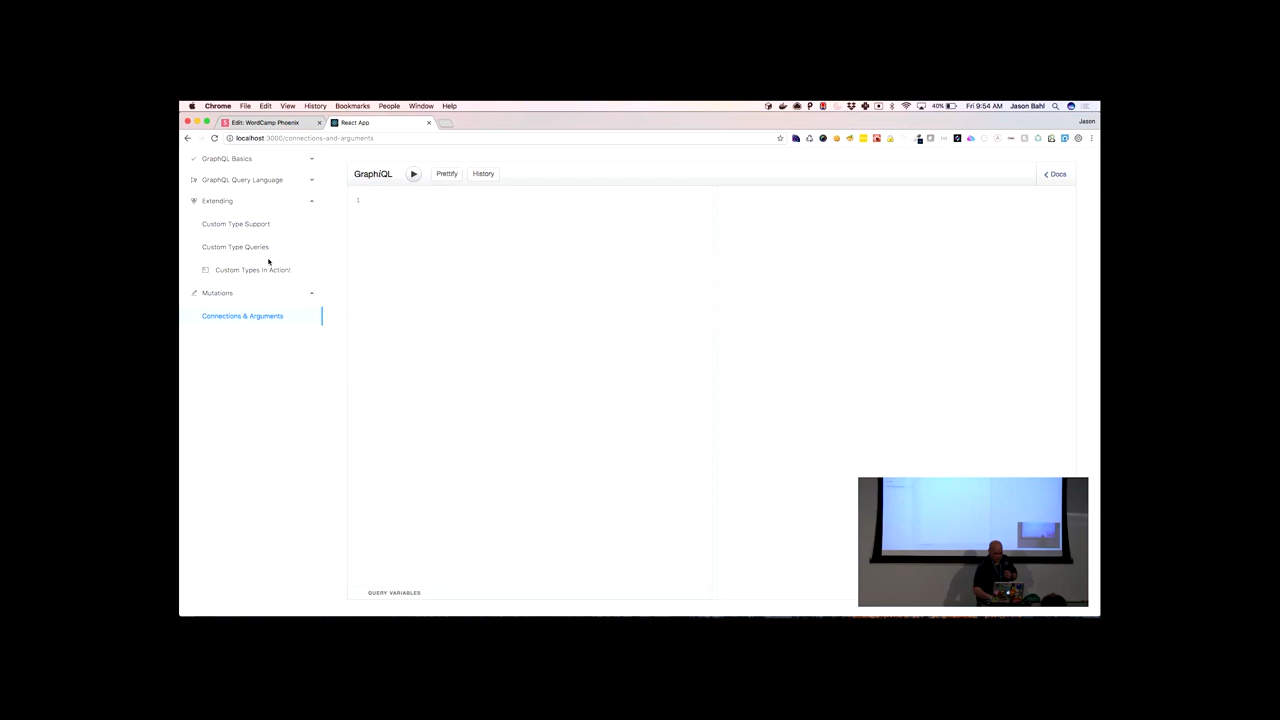 Chrome File Edit View History Bookmarks People Window Help 40% Fri 9:54 AM Jason Bahl
Edit: WordCamp Phoenix React App Jason
localhost:3000/connections-and-arguments
GraphQL Basics
GraphiQL Prettify History Docs
GraphQL Query Language
Extending
1
Custom Type Support
Custom Type Queries
Custom Types In Action!
Mutations
Connections & Arguments
QUERY VARIABLES